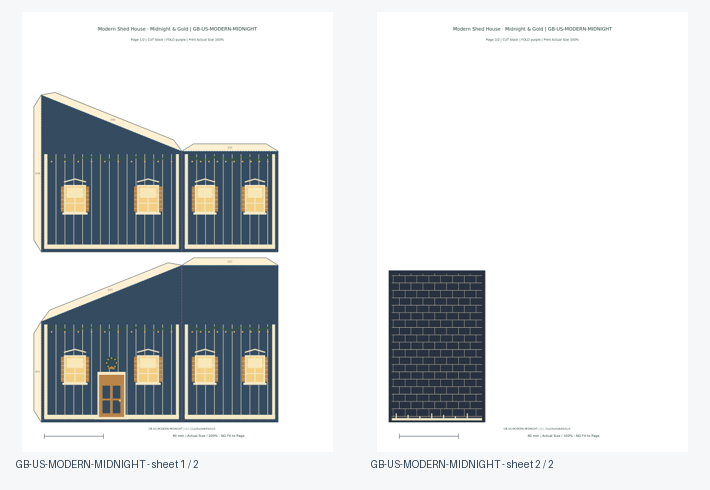 Modern Shed House · Midnight & Gold | GB-US-MODERN-MIDNIGHT
Page 1/2 | CUT black | FOLD purple | Print Actual Size 100%
40 mm | Actual Size / 100% · NO Fit to Page
GB-US-MODERN-MIDNIGHT - sheet 1 / 2
Modern Shed House · Midnight & Gold | GB-US-MODERN-MIDNIGHT
Page 2/2 | CUT black | FOLD purple | Print Actual Size 100%
40 mm | Actual Size / 100% · NO Fit to Page
GB-US-MODERN-MIDNIGHT - sheet 2 / 2